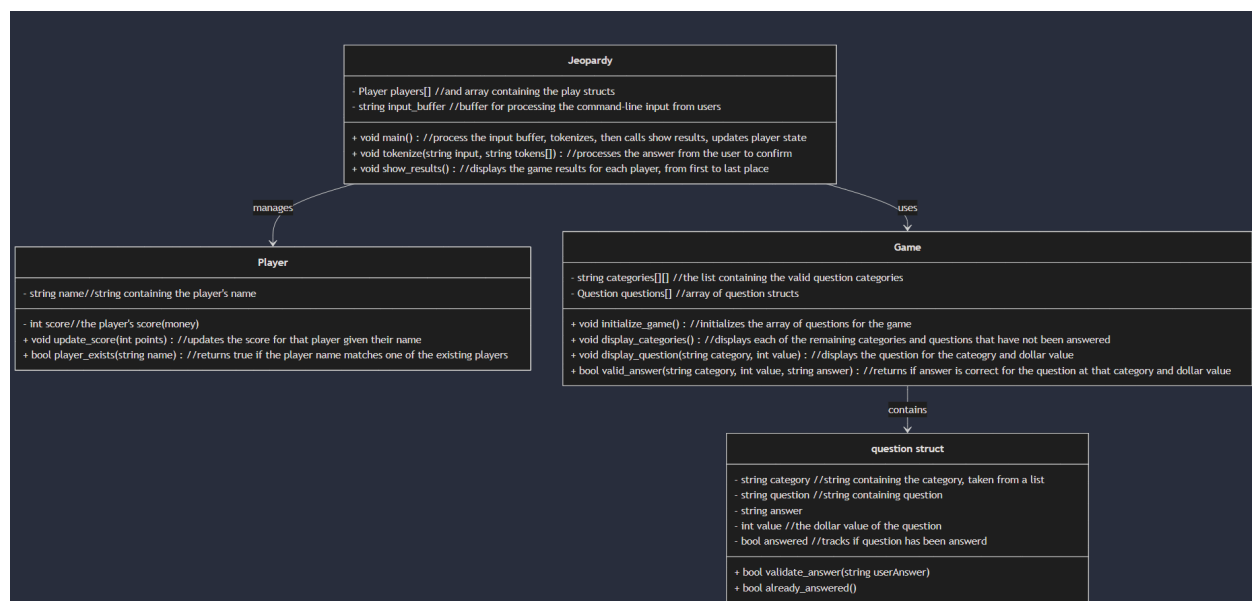 Jeopardy
- Player players[] //and array containing the play structs
- string input_buffer //buffer for processing the command-line input from users
+ void main() : //process the input buffer, tokenizes, then calls show results, updates player state
+ void tokenize(string input, string tokens[]) : //processes the answer from the user to confirm
+ void show_results() : //displays the game results for each player, from first to last place
manages
uses
Player
- string name//string containing the player's name
- int score//the player's score(money)
+ void update_score(int points) : //updates the score for that player given their name
+ bool player_exists(string name) : //returns true if the player name matches one of the existing players
Game
- string categories[][] //the list containing the valid question categories
- Question questions[] //array of question structs
+ void initialize_game() : //initializes the array of questions for the game
+ void display_categories() : //displays each of the remaining categories and questions that have not been answered
+ void display_question(string category, int value) : //displays the question for the cateogry and dollar value
+ bool valid_answer(string category, int value, string answer) : //returns if answer is correct for the question at that category and dollar value
contains
question struct
- string category //string containing the category, taken from a list
- string question //string containing question
- string answer
- int value //the dollar value of the question
- bool answered //tracks if question has been answerd
+ bool validate_answer(string userAnswer)
+ bool already_answered()